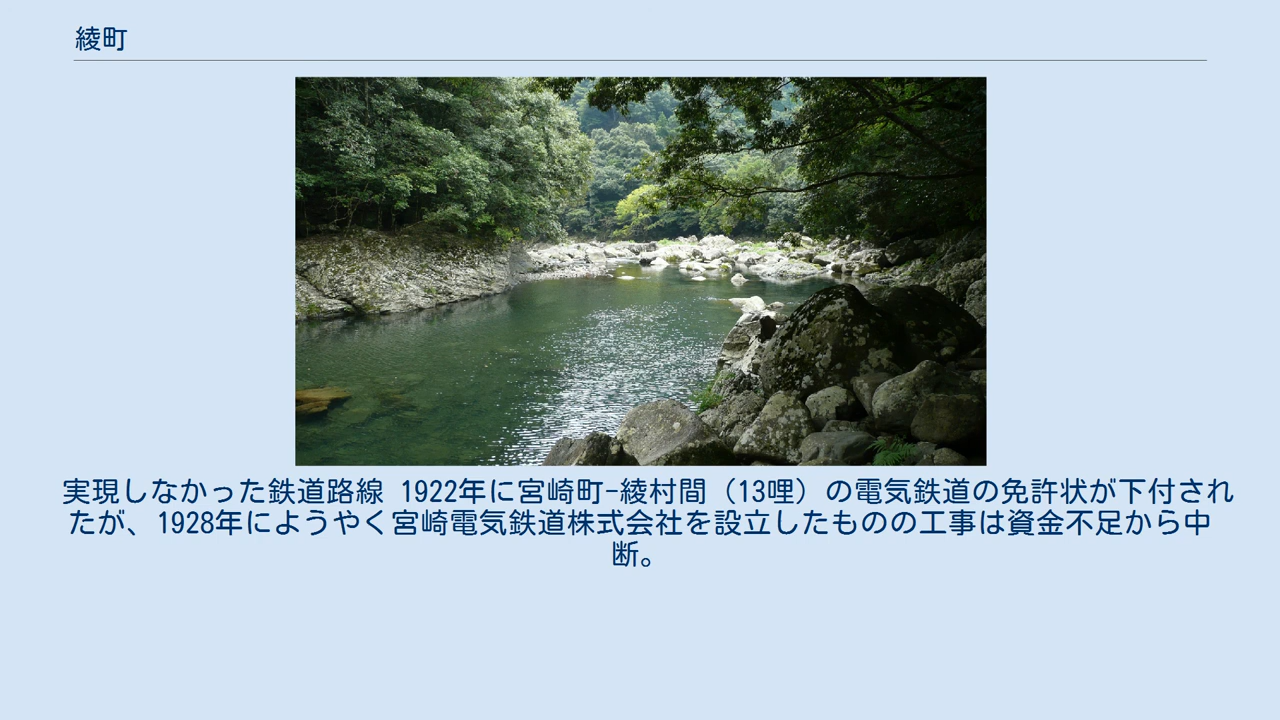 綾町
実現しなかった鉄道路線 1922年に宮崎町-綾村間（13哩）の電気鉄道の免許状が下付され
たが、1928年にようやく宮崎電気鉄道株式会社を設立したものの工事は資金不足から中
断。